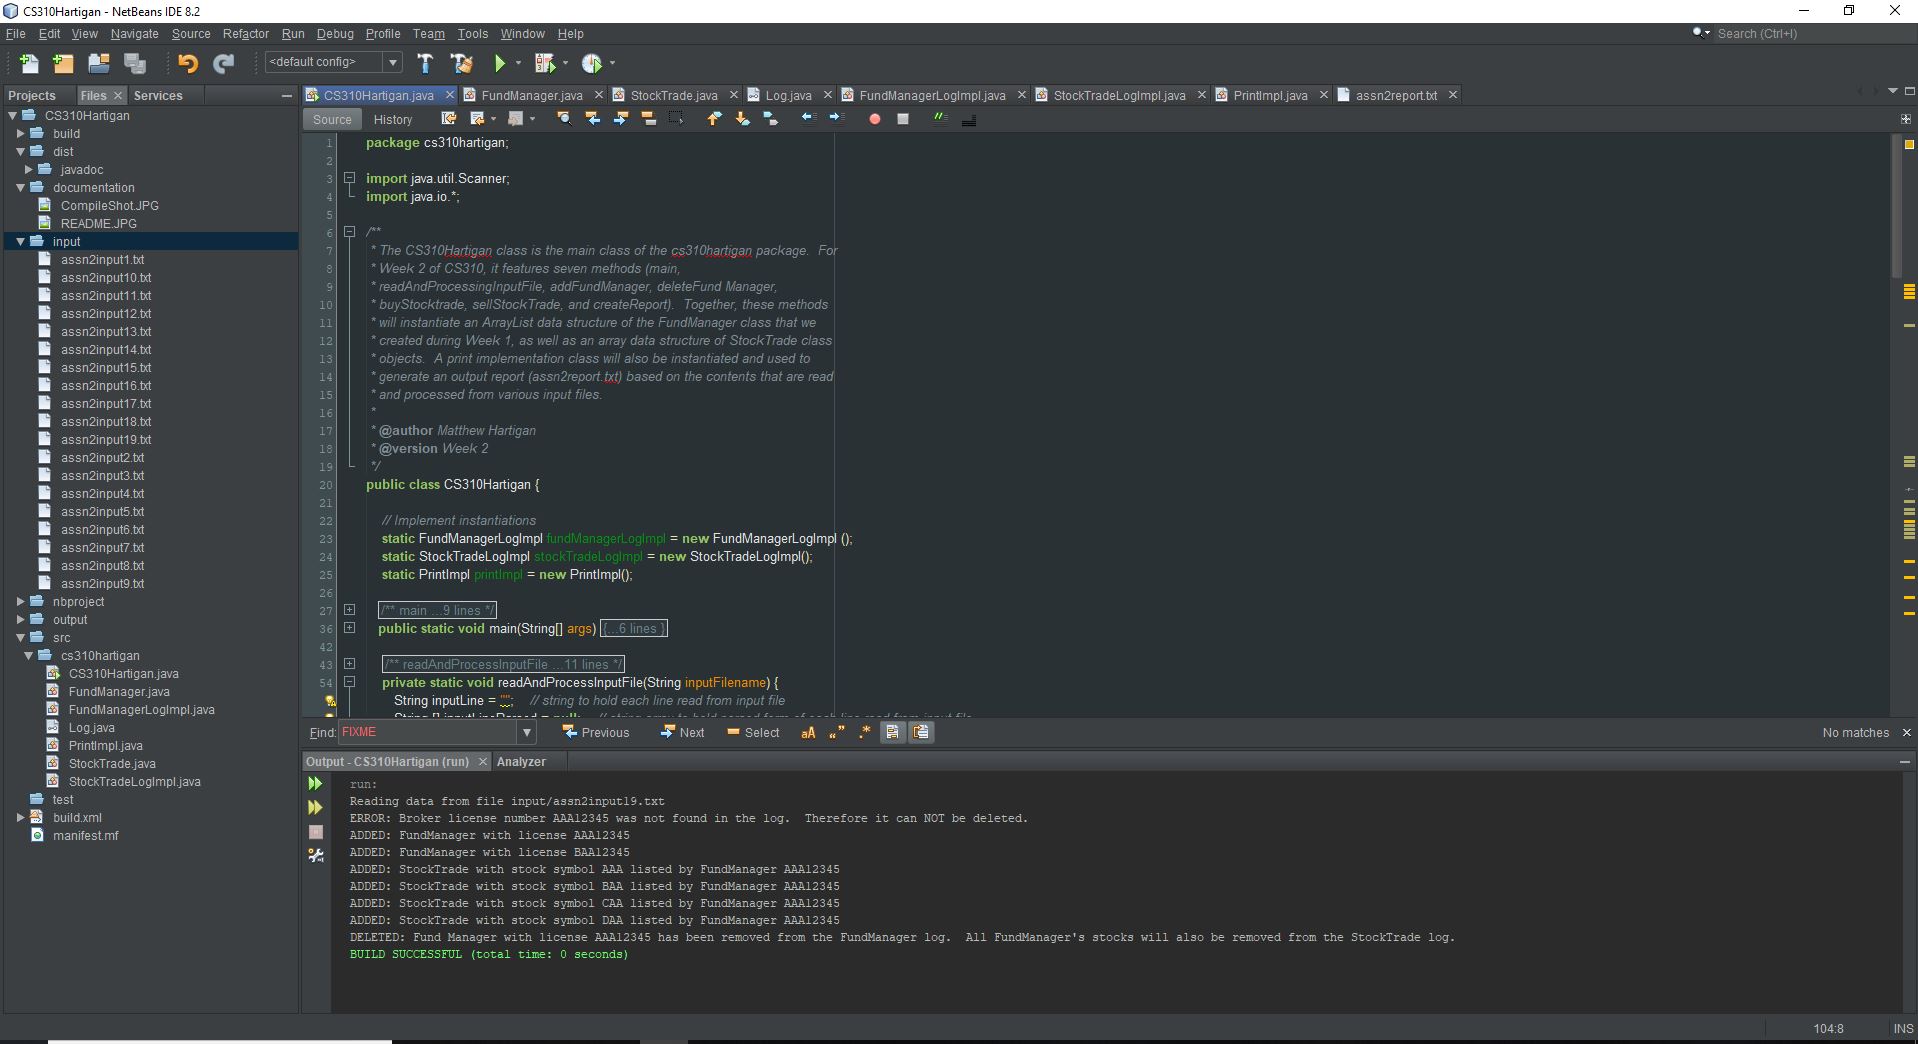 CS310Hartigan - NetBeans IDE 8.2
File Edit View Navigate Source Refactor Run Debug Profile Team Tools Window Help
Search (Ctrl+I)
<default config>
Projects Files Services
CS310Hartigan.java FundManager.java StockTrade.java Log.java FundManagerLogImpl.java StockTradeLogImpl.java PrintImpl.java assn2report.txt
Source History
CS310Hartigan
build
dist
javadoc
documentation
CompileShot.JPG
README.JPG
input
assn2input1.txt
assn2input10.txt
assn2input11.txt
assn2input12.txt
assn2input13.txt
assn2input14.txt
assn2input15.txt
assn2input16.txt
assn2input17.txt
assn2input18.txt
assn2input19.txt
assn2input2.txt
assn2input3.txt
assn2input4.txt
assn2input5.txt
assn2input6.txt
assn2input7.txt
assn2input8.txt
assn2input9.txt
nbproject
output
src
cs310hartigan
CS310Hartigan.java
FundManager.java
FundManagerLogImpl.java
Log.java
PrintImpl.java
StockTrade.java
StockTradeLogImpl.java
test
build.xml
manifest.mf
1 package cs310hartigan;
2
3 import java.util.Scanner;
4 import java.io.*;
5
6 /**
7 * The CS310Hartigan class is the main class of the cs310hartigan package.  For
8 * Week 2 of CS310, it features seven methods (main,
9 * readAndProcessingInputFile, addFundManager, deleteFund Manager,
10 * buyStocktrade, sellStockTrade, and createReport).  Together, these methods
11 * will instantiate an ArrayList data structure of the FundManager class that we
12 * created during Week 1, as well as an array data structure of StockTrade class
13 * objects.  A print implementation class will also be instantiated and used to
14 * generate an output report (assn2report.txt) based on the contents that are read
15 * and processed from various input files.
16 *
17 * @author Matthew Hartigan
18 * @version Week 2
19 */
20 public class CS310Hartigan {
21
22 // Implement instantiations
23 static FundManagerLogImpl fundManagerLogImpl = new FundManagerLogImpl ();
24 static StockTradeLogImpl stockTradeLogImpl = new StockTradeLogImpl();
25 static PrintImpl printImpl = new PrintImpl();
26
27 /** main ...9 lines */
36 public static void main(String[] args) {...6 lines }
42
43 /** readAndProcessInputFile ...11 lines */
54 private static void readAndProcessInputFile(String inputFilename) {
String inputLine = "";   // string to hold each line read from input file
String [] inputLineParsed = null;   // string array to hold parsed form of each line read from input file
Find: FIXME Previous Next Select aA No matches
Output - CS310Hartigan (run) Analyzer
run:
Reading data from file input/assn2input19.txt
ERROR: Broker license number AAA12345 was not found in the log.  Therefore it can NOT be deleted.
ADDED: FundManager with license AAA12345
ADDED: FundManager with license BAA12345
ADDED: StockTrade with stock symbol AAA listed by FundManager AAA12345
ADDED: StockTrade with stock symbol BAA listed by FundManager AAA12345
ADDED: StockTrade with stock symbol CAA listed by FundManager AAA12345
ADDED: StockTrade with stock symbol DAA listed by FundManager AAA12345
DELETED: Fund Manager with license AAA12345 has been removed from the FundManager log.  All FundManager's stocks will also be removed from the StockTrade log.
BUILD SUCCESSFUL (total time: 0 seconds)
104:8 INS